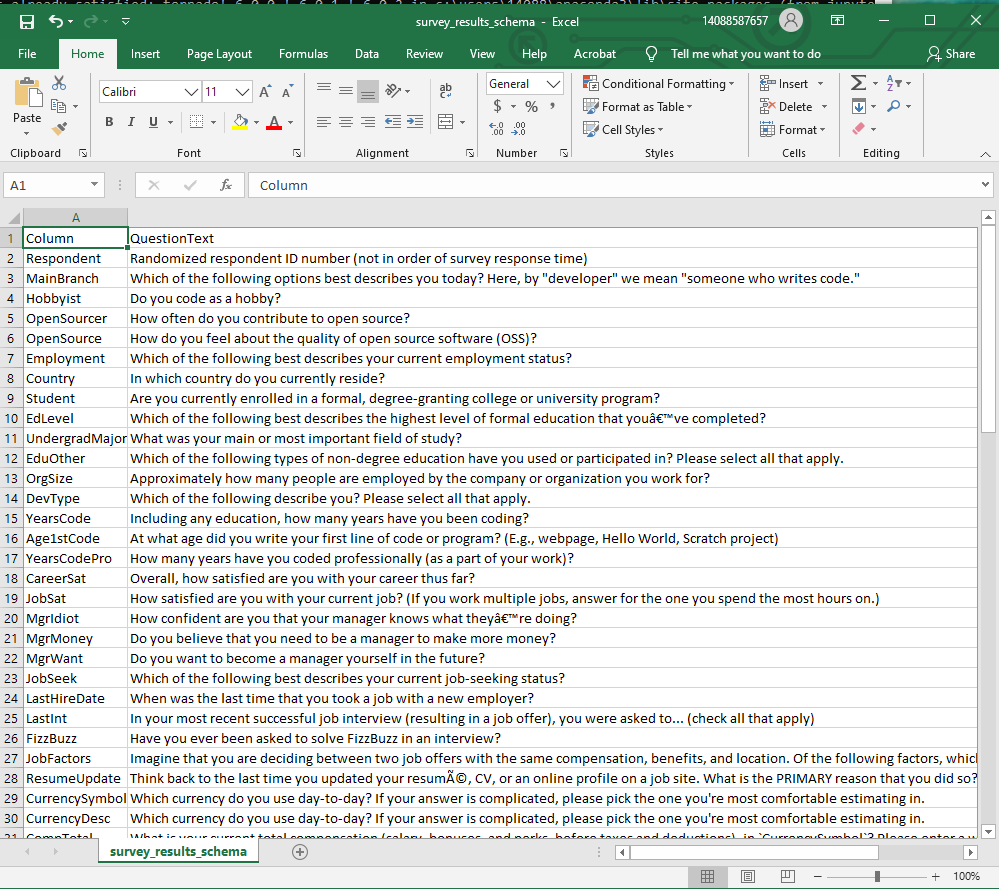 survey_results_schema - Excel
14088587657
File Home Insert Page Layout Formulas Data Review View Help Acrobat Tell me what you want to do Share
Paste
Calibri 11
General
Conditional Formatting
Format as Table
Cell Styles
Insert
Delete
Format
Clipboard Font Alignment Number Styles Cells Editing
A1 fx Column
A
1 Column QuestionText
2 Respondent Randomized respondent ID number (not in order of survey response time)
3 MainBranch Which of the following options best describes you today? Here, by "developer" we mean "someone who writes code."
4 Hobbyist Do you code as a hobby?
5 OpenSourcer How often do you contribute to open source?
6 OpenSource How do you feel about the quality of open source software (OSS)?
7 Employment Which of the following best describes your current employment status?
8 Country In which country do you currently reside?
9 Student Are you currently enrolled in a formal, degree-granting college or university program?
10 EdLevel Which of the following best describes the highest level of formal education that youâ€™ve completed?
11 UndergradMajor What was your main or most important field of study?
12 EduOther Which of the following types of non-degree education have you used or participated in? Please select all that apply.
13 OrgSize Approximately how many people are employed by the company or organization you work for?
14 DevType Which of the following describe you? Please select all that apply.
15 YearsCode Including any education, how many years have you been coding?
16 Age1stCode At what age did you write your first line of code or program? (E.g., webpage, Hello World, Scratch project)
17 YearsCodePro How many years have you coded professionally (as a part of your work)?
18 CareerSat Overall, how satisfied are you with your career thus far?
19 JobSat How satisfied are you with your current job? (If you work multiple jobs, answer for the one you spend the most hours on.)
20 MgrIdiot How confident are you that your manager knows what theyâ€™re doing?
21 MgrMoney Do you believe that you need to be a manager to make more money?
22 MgrWant Do you want to become a manager yourself in the future?
23 JobSeek Which of the following best describes your current job-seeking status?
24 LastHireDate When was the last time that you took a job with a new employer?
25 LastInt In your most recent successful job interview (resulting in a job offer), you were asked to... (check all that apply)
26 FizzBuzz Have you ever been asked to solve FizzBuzz in an interview?
27 JobFactors Imagine that you are deciding between two job offers with the same compensation, benefits, and location. Of the following factors, whicl
28 ResumeUpdate Think back to the last time you updated your resumÃ©, CV, or an online profile on a job site. What is the PRIMARY reason that you did so?
29 CurrencySymbol Which currency do you use day-to-day? If your answer is complicated, please pick the one you're most comfortable estimating in.
30 CurrencyDesc Which currency do you use day-to-day? If your answer is complicated, please pick the one you're most comfortable estimating in.
31 CompTotal What is your current total compensation (salary, bonuses, and perks, before taxes and deductions), in `CurrencySymbol`? Please enter a
survey_results_schema
100%